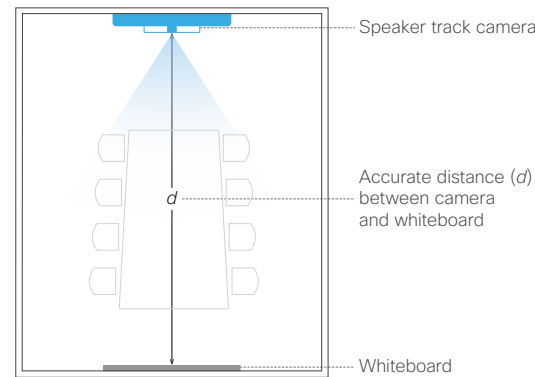 Speaker track camera
d
Accurate distance (d)
between camera
and whiteboard
Whiteboard